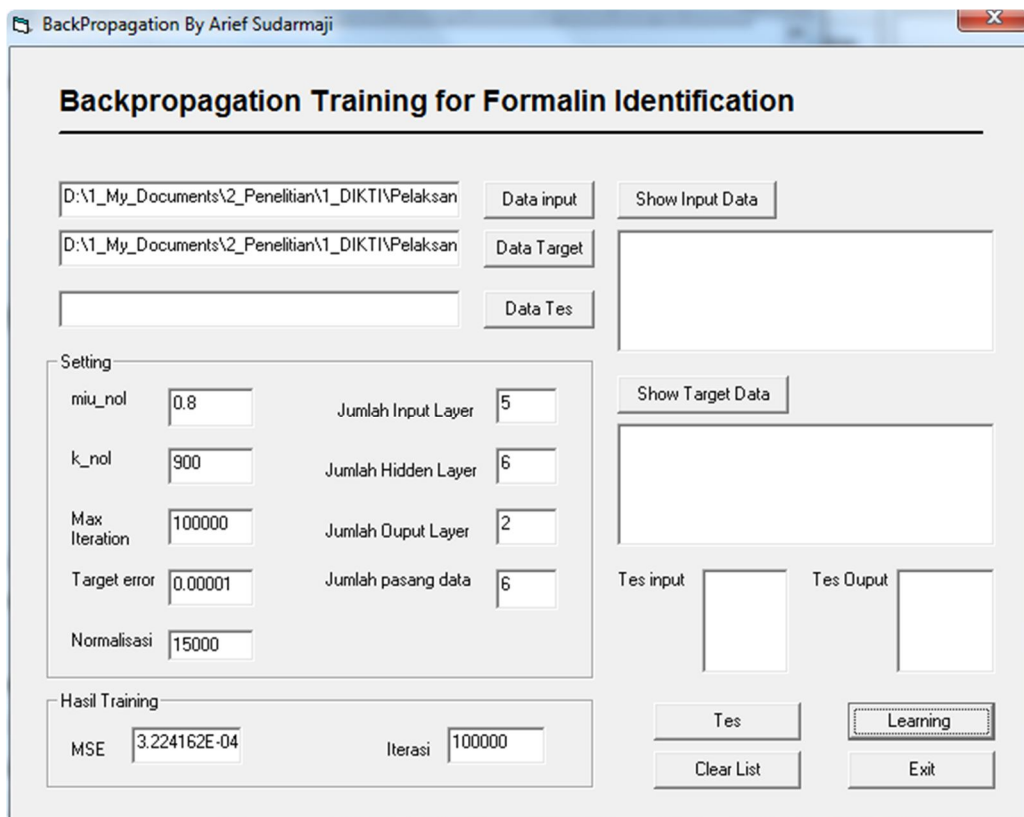 BackPropagation By Arief Sudarmaji
Backpropagation Training for Formalin Identification
D:\1_My_Documents\2_Penelitian\1_DIKTI\Pelaksan
Data input
Show Input Data
D:\1_My_Documents\2_Penelitian\1_DIKTI\Pelaksan
Data Target
Data Tes
Setting
miu_nol
0.8
Jumlah Input Layer
5
Show Target Data
k_nol
900
Jumlah Hidden Layer
6
Max
Iteration
100000
Jumlah Ouput Layer
2
Target error
0.00001
Jumlah pasang data
6
Tes input
Tes Ouput
Normalisasi
15000
Hasil Training
MSE
3.224162E-04
Iterasi
100000
Tes
Learning
Clear List
Exit